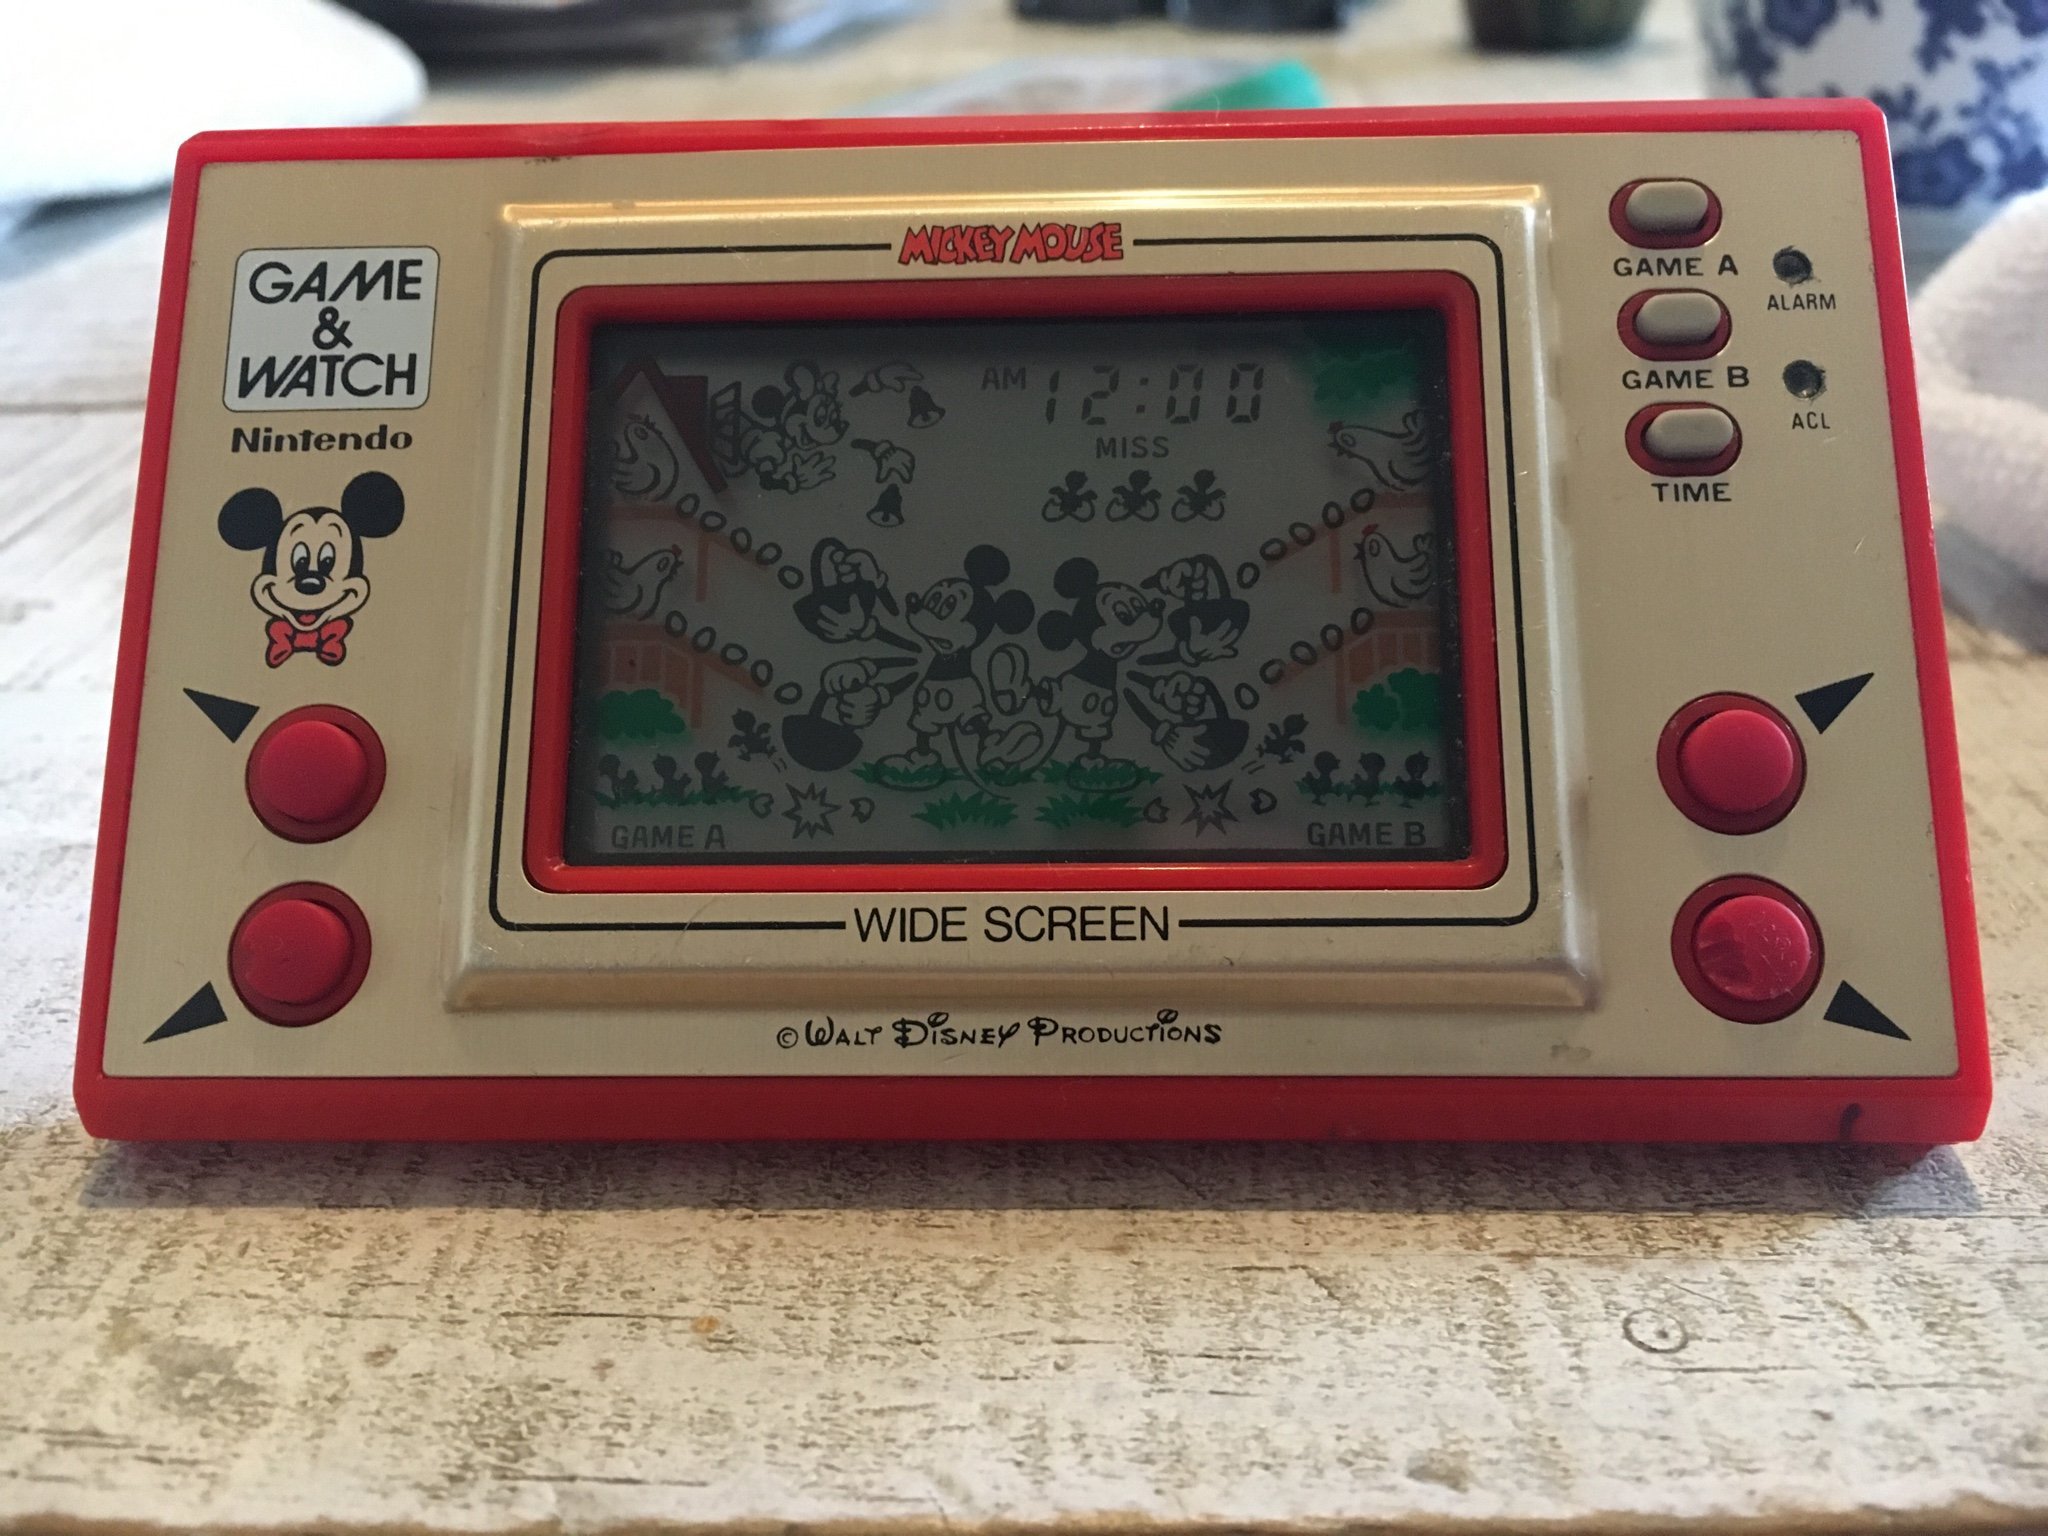 GAME
&
WATCH
Nintendo
MICKEY MOUSE
AM 12:00
MISS
GAME A
GAME B
WIDE SCREEN
© WALT DISNEY PRODUCTIONS
GAME A
ALARM
GAME B
ACL
TIME